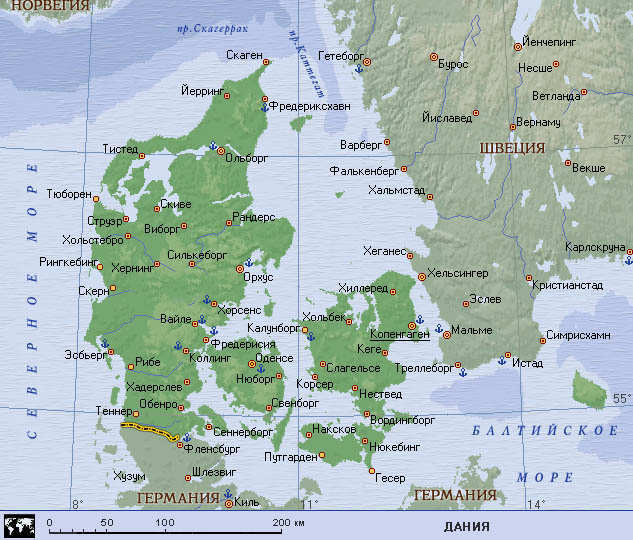 НОРВЕГИЯ
пр.Скагеррак
пр.Каттегат
Скаген
Гетеборг
Йенчепинг
Бурос
Несше
Йерринг
Фредериксхавн
Ветланда
Йиславед
Вернаму
57°
Варберг
ШВЕЦИЯ
Тистед
Ольборг
Фалькенберг
Векше
Тюборен
Хальмстад
Скиве
Струэр
Виборг
Рандерс
Хольстебро
Карлскруна
Хеганес
Рингкебинг
Хернинг
Силькеборг
Орхус
Хельсингер
Кристианстад
Скерн
Хиллеред
Эслев
Хорсенс
Вайле
Калунборг
Хольбек
Копенгаген
Мальме
Симрисхамн
Фредерисия
Эсбьерг
Рибе
Коллинг
Оденсе
Кеге
Слагельсе
Треллеборг
Истад
Хадерслев
Нюборг
Корсер
Нествед
Обенро
Свенборг
55°
Теннер
Вордингборг
Сеннерборг
Наксков
БАЛТИЙСКОЕ
Фленсбург
Нюкебинг
Путгарден
Хузум
Шлезвиг
Гесер
МОРЕ
ГЕРМАНИЯ
Киль
ГЕРМАНИЯ
СЕВЕРНОЕ МОРЕ
8°
11°
14°
0 50 100 200 км
ДАНИЯ